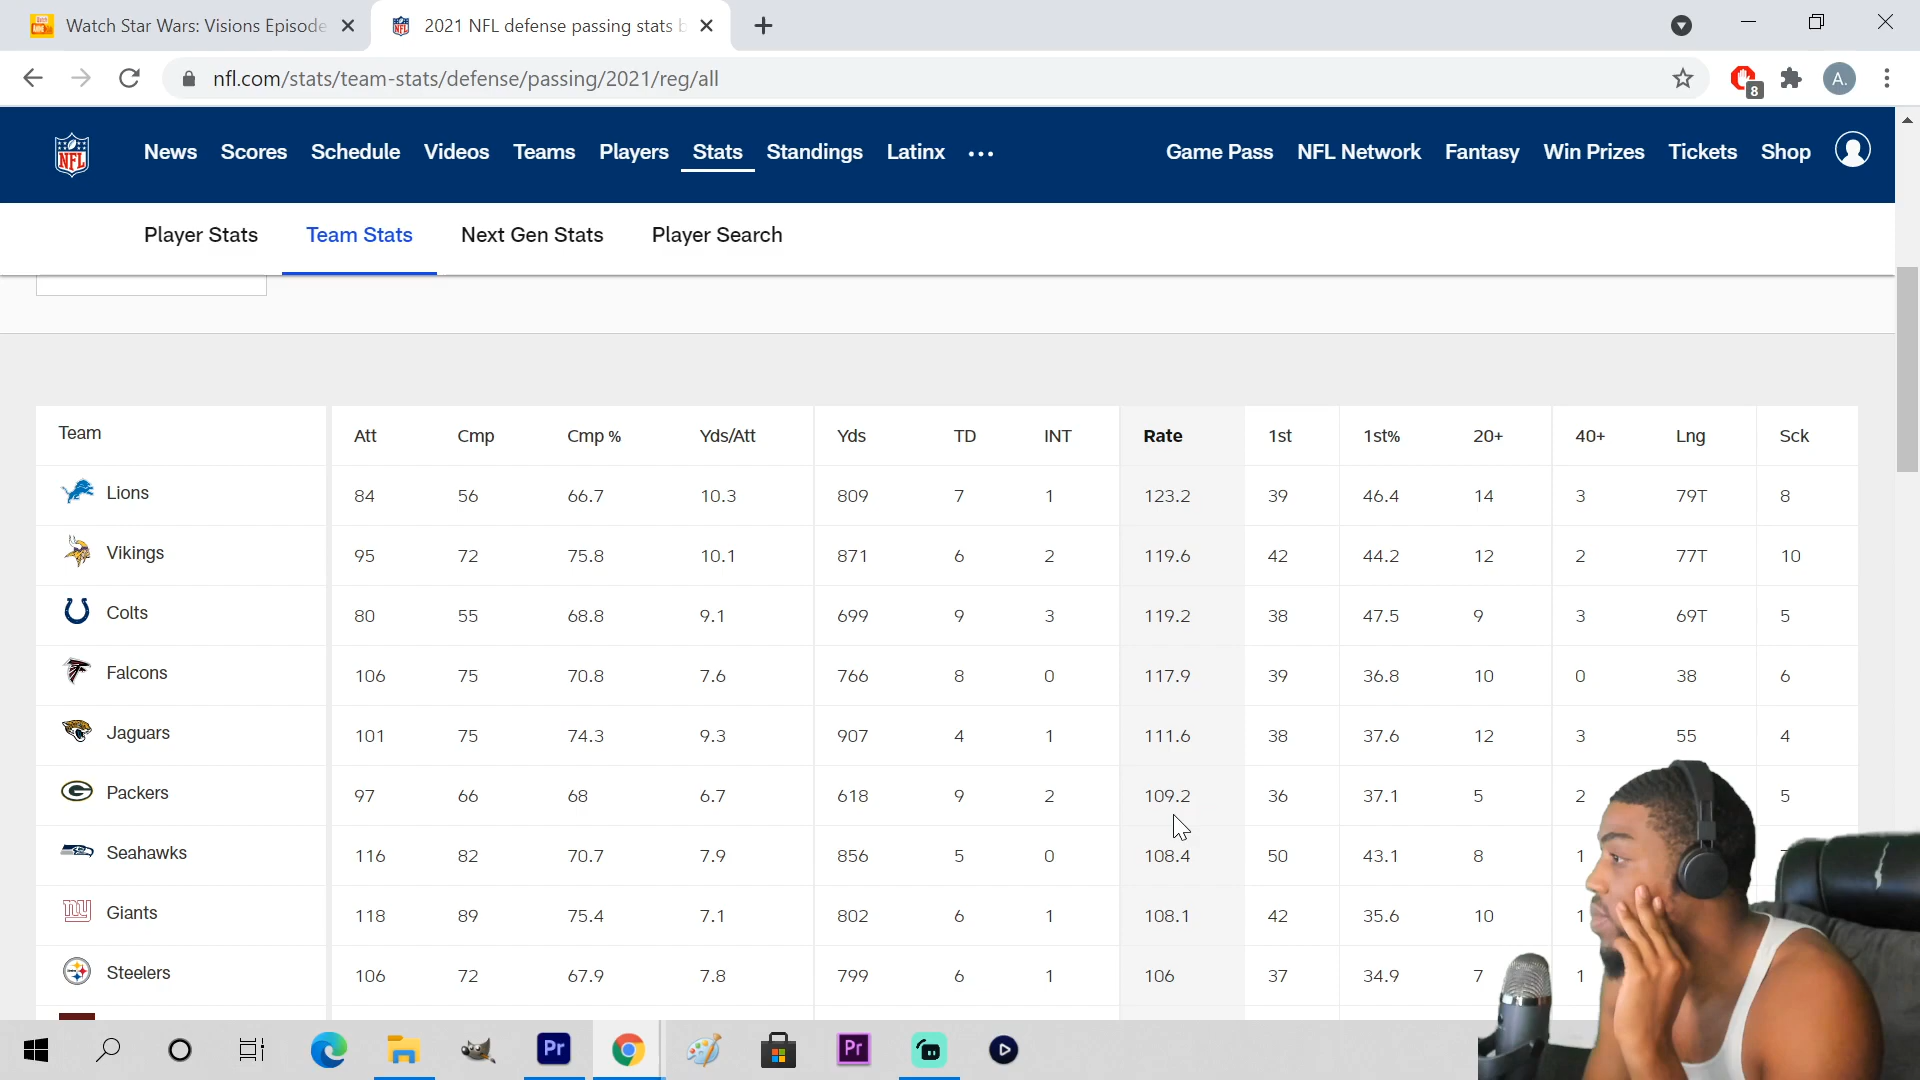 Watch Star Wars: Visions Episode
2021 NFL defense passing stats b
nfl.com/stats/team-stats/defense/passing/2021/reg/all
8
A.
NFL
News Scores Schedule Videos Teams Players Stats Standings Latinx ... Game Pass NFL Network Fantasy Win Prizes Tickets Shop
Player Stats Team Stats Next Gen Stats Player Search
Team Att Cmp Cmp % Yds/Att Yds TD INT Rate 1st 1st% 20+ 40+ Lng Sck
Lions 84 56 66.7 10.3 809 7 1 123.2 39 46.4 14 3 79T 8
Vikings 95 72 75.8 10.1 871 6 2 119.6 42 44.2 12 2 77T 10
Colts 80 55 68.8 9.1 699 9 3 119.2 38 47.5 9 3 69T 5
Falcons 106 75 70.8 7.6 766 8 0 117.9 39 36.8 10 0 38 6
Jaguars 101 75 74.3 9.3 907 4 1 111.6 38 37.6 12 3 55 4
Packers 97 66 68 6.7 618 9 2 109.2 36 37.1 5 2 5
Seahawks 116 82 70.7 7.9 856 5 0 108.4 50 43.1 8 1
Giants 118 89 75.4 7.1 802 6 1 108.1 42 35.6 10 1
Steelers 106 72 67.9 7.8 799 6 1 106 37 34.9 7 1
Pr Pr